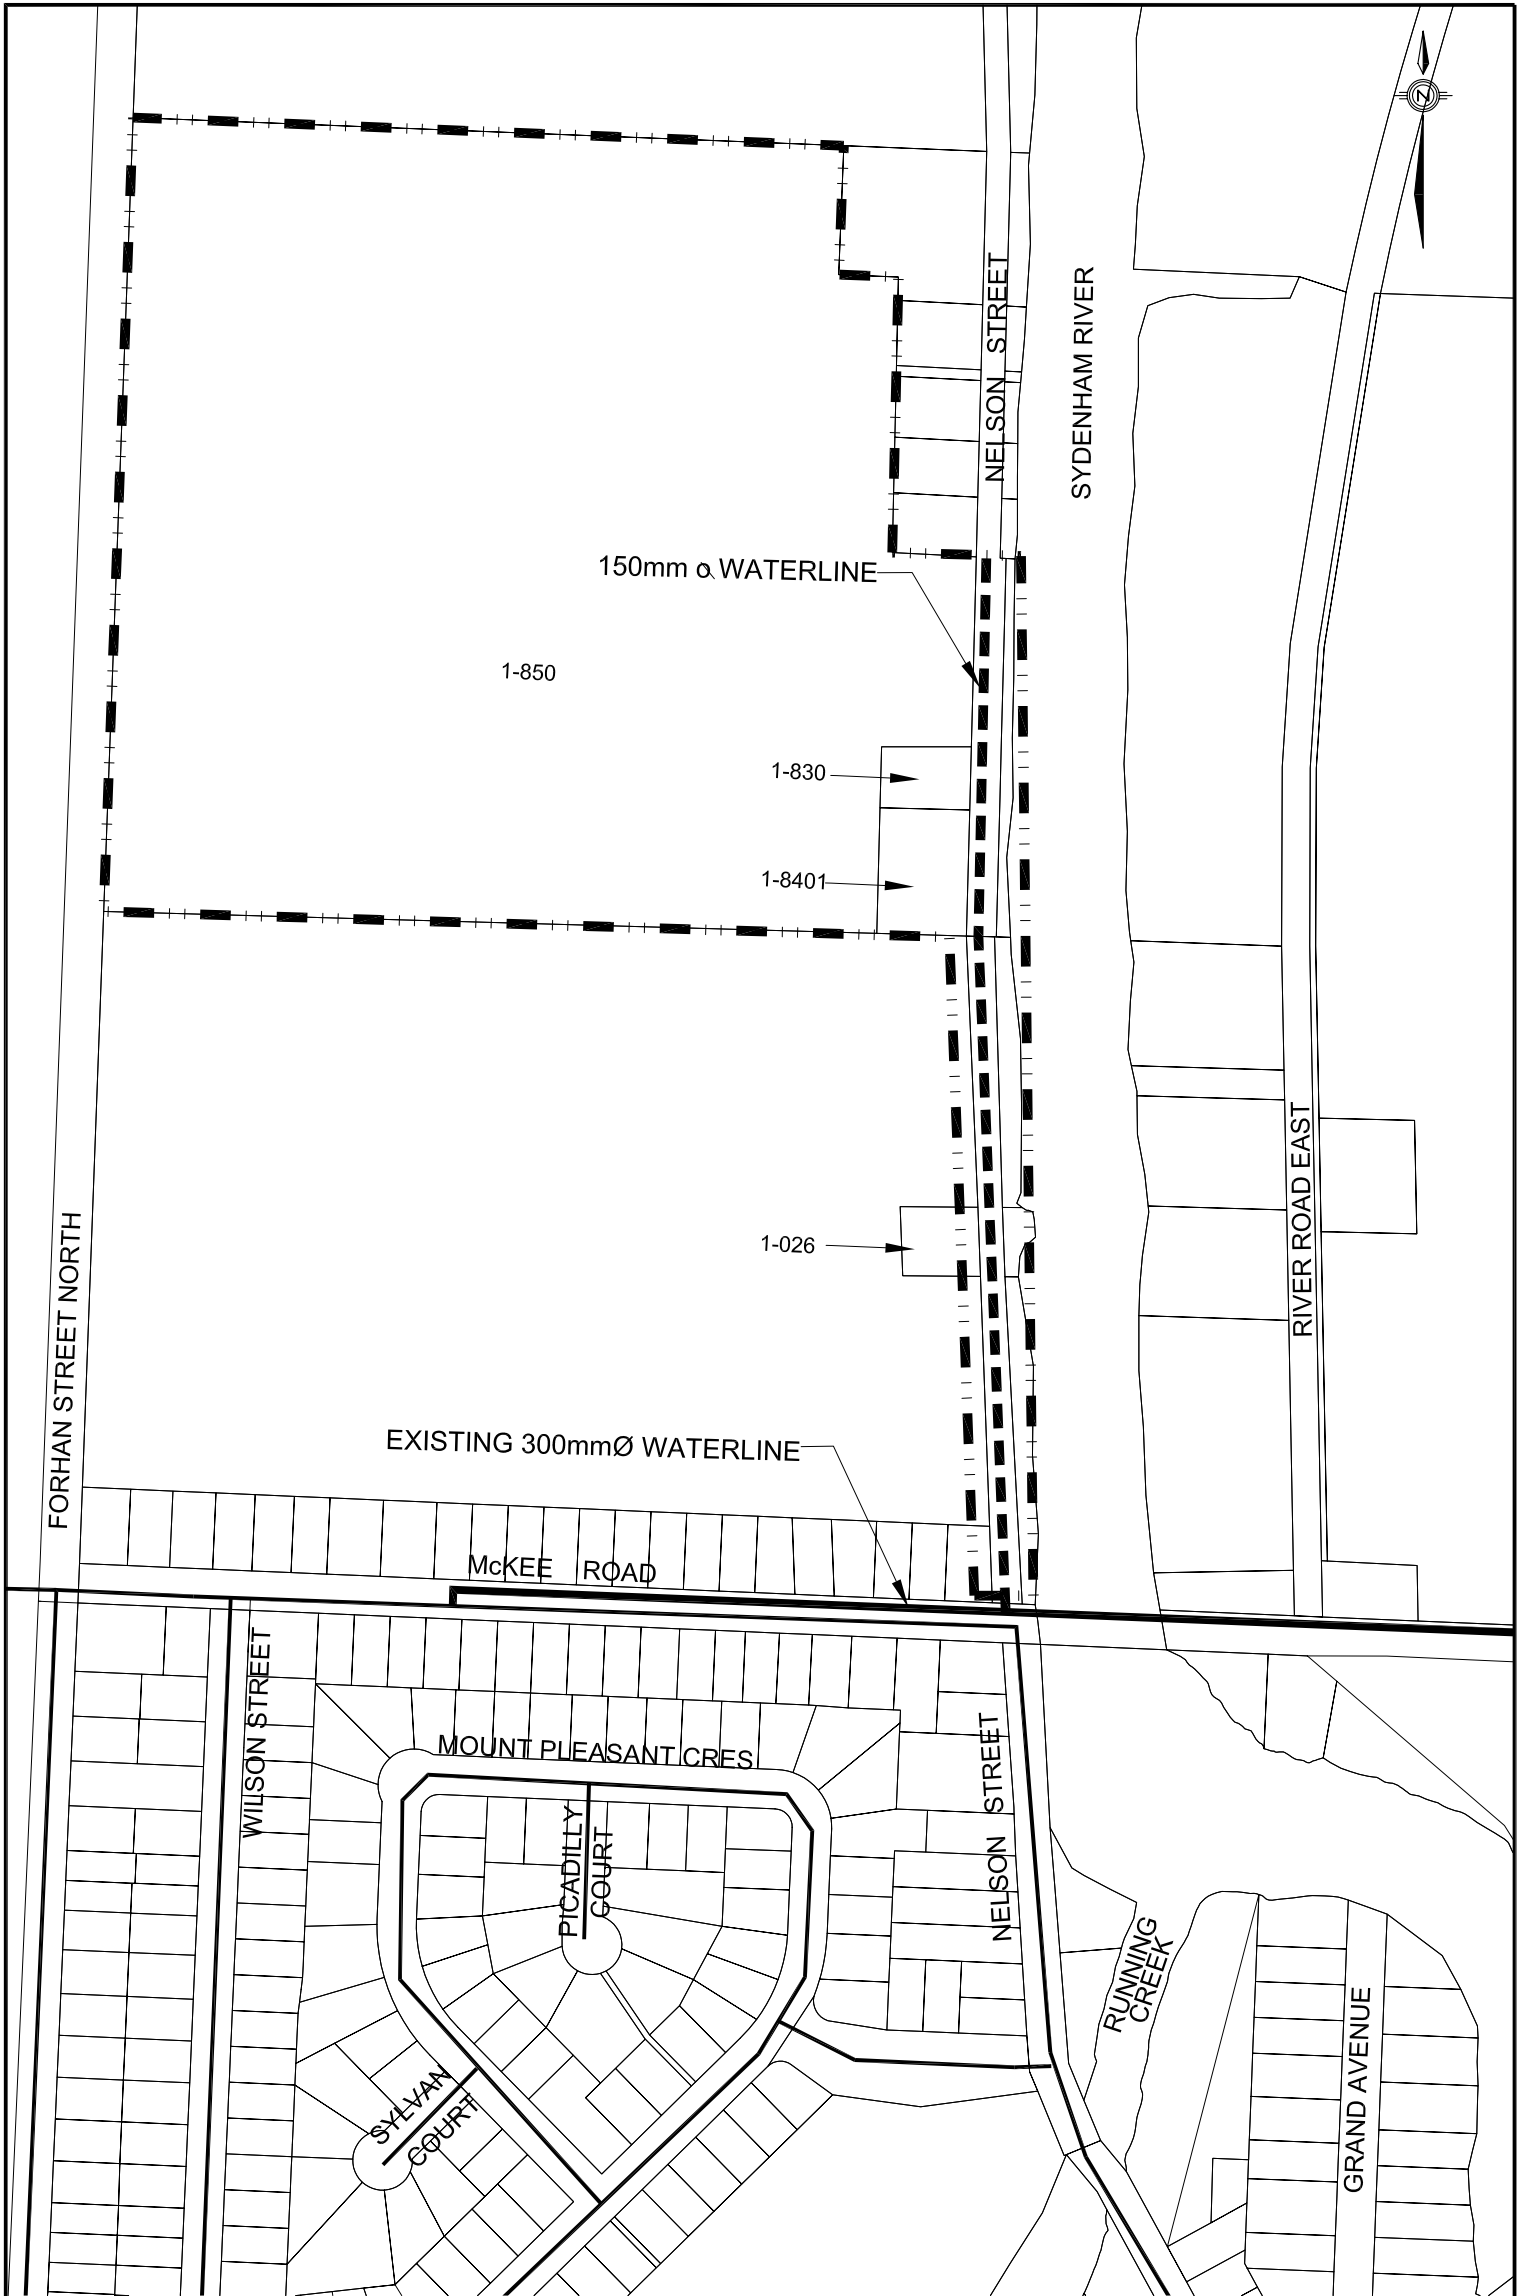 N
NELSON STREET
SYDENHAM RIVER
150mm ⌀ WATERLINE
1-850
1-830
1-8401
RIVER ROAD EAST
FORHAN STREET NORTH
1-026
EXISTING 300mmØ WATERLINE
McKEE ROAD
WILSON STREET
MOUNT PLEASANT CRES
PICADILLY
COURT
NELSON STREET
RUNNING
CREEK
GRAND AVENUE
SYLVAN
COURT